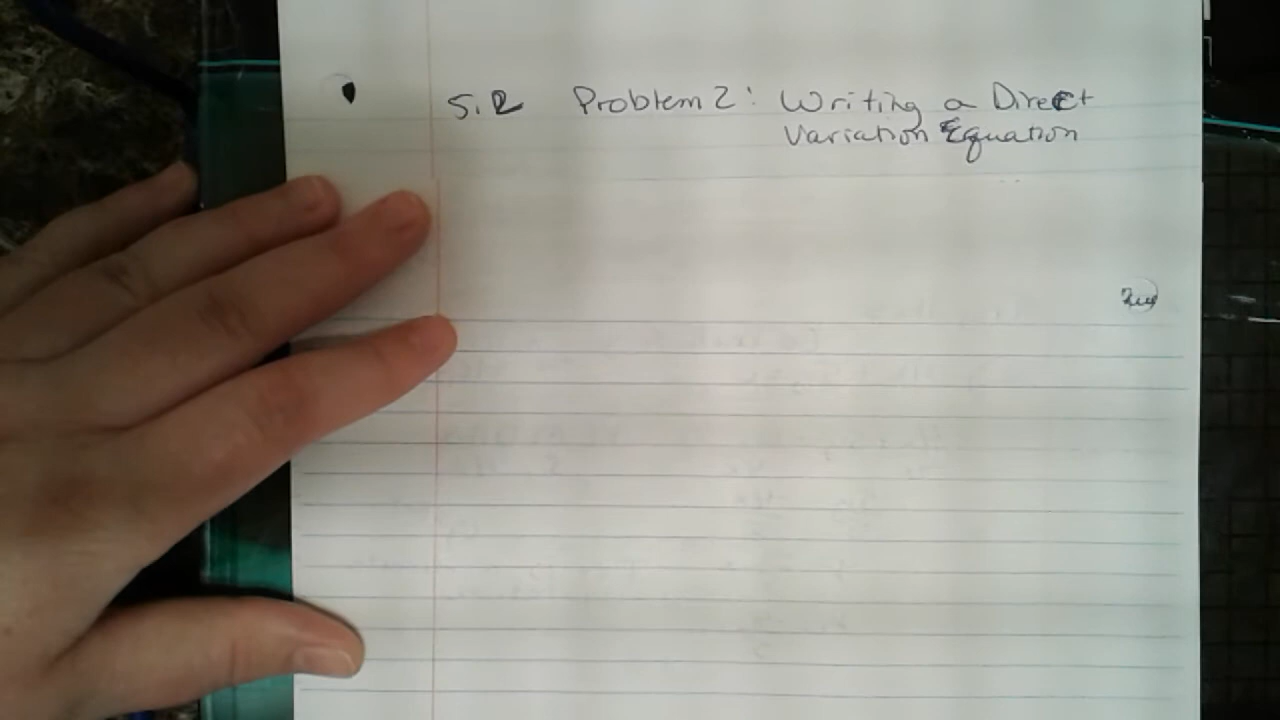 5.2 Problem 2: Writing a Direct
Variation Equation